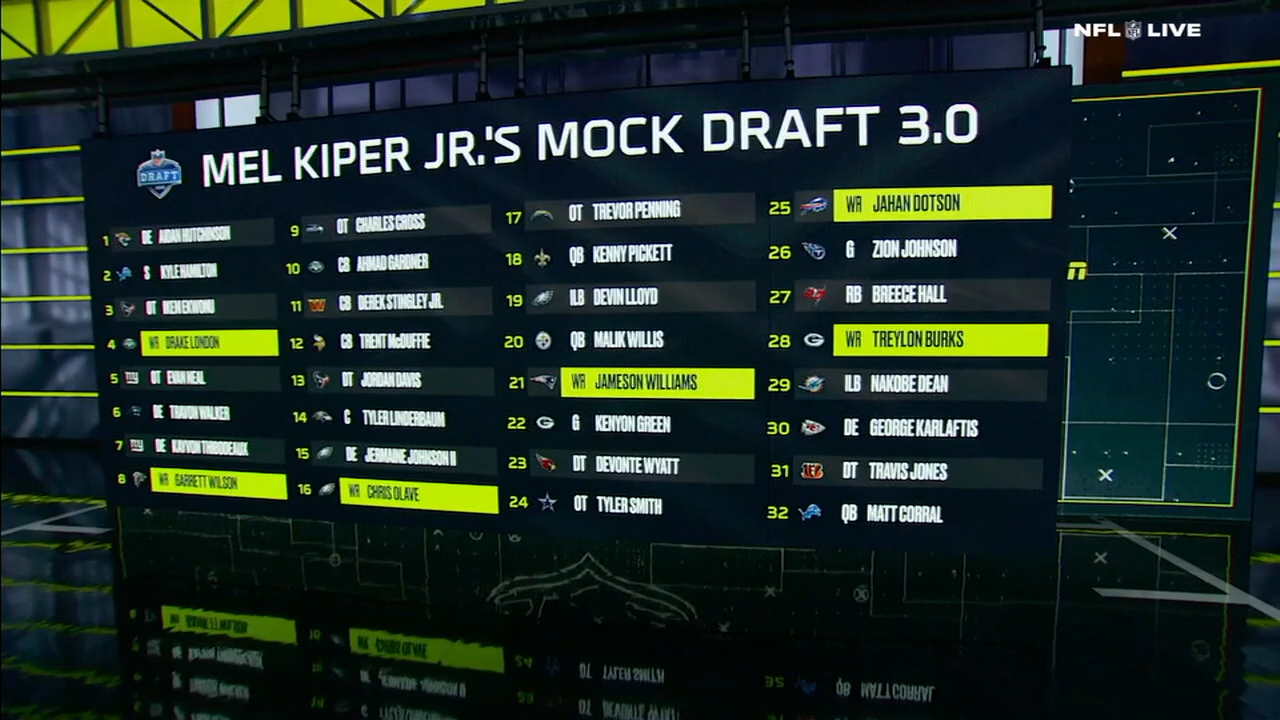 NFL LIVE
DRAFT
MEL KIPER JR.'S MOCK DRAFT 3.0
1 DE AIDAN HUTCHINSON
2 S KYLE HAMILTON
3 OT IKEM EKWONU
4 WR DRAKE LONDON
5 OT EVAN NEAL
6 DE TRAVON WALKER
7 DE KAYVON THIBODEAUX
8 WR GARRETT WILSON
9 OT CHARLES CROSS
10 CB AHMAD GARDNER
11 CB DEREK STINGLEY JR.
12 CB TRENT McDUFFIE
13 DT JORDAN DAVIS
14 C TYLER LINDERBAUM
15 DE JERMAINE JOHNSON II
16 WR CHRIS OLAVE
17 OT TREVOR PENNING
18 QB KENNY PICKETT
19 ILB DEVIN LLOYD
20 QB MALIK WILLIS
21 WR JAMESON WILLIAMS
22 G KENYON GREEN
23 DT DEVONTE WYATT
24 OT TYLER SMITH
25 WR JAHAN DOTSON
26 G ZION JOHNSON
27 RB BREECE HALL
28 WR TREYLON BURKS
29 ILB NAKOBE DEAN
30 DE GEORGE KARLAFTIS
31 DT TRAVIS JONES
32 QB MATT CORRAL